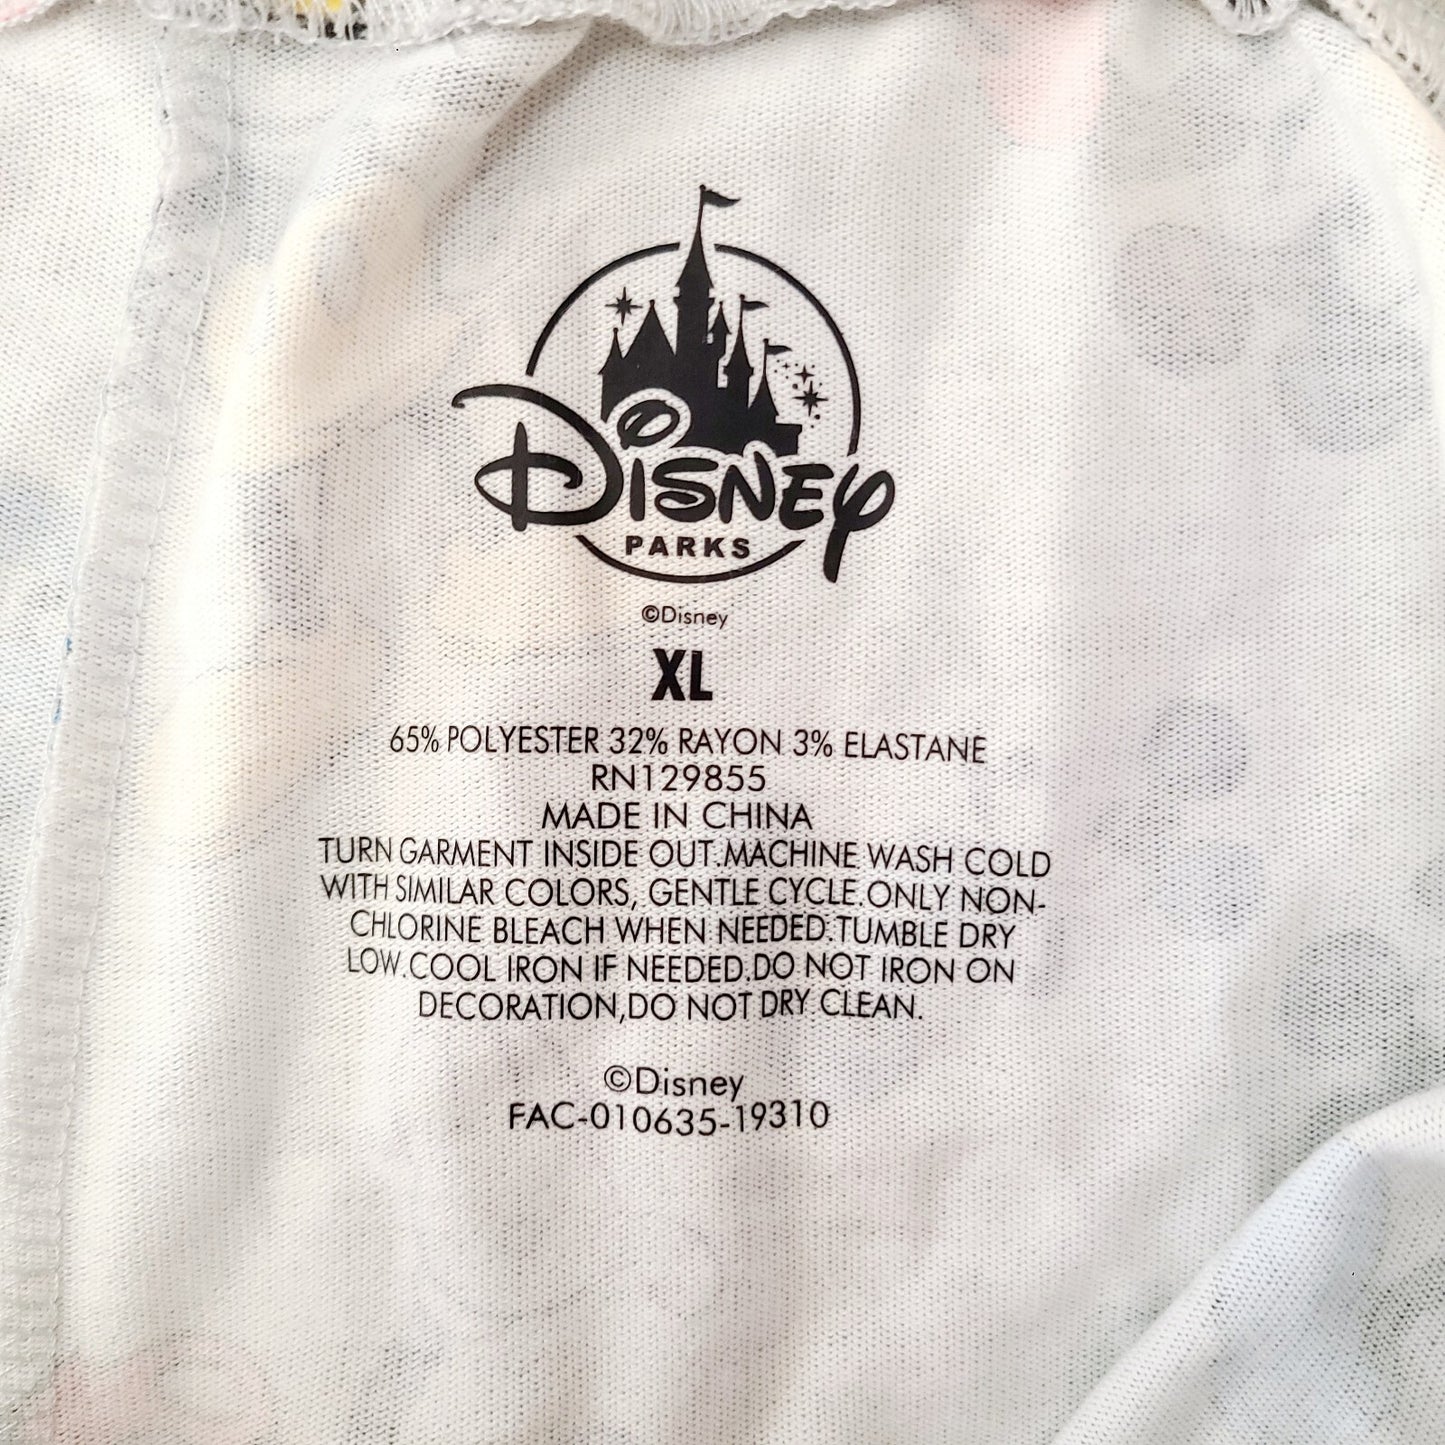 Disney
PARKS
©Disney
XL
65% POLYESTER 32% RAYON 3% ELASTANE
RN129855
MADE IN CHINA
TURN GARMENT INSIDE OUT.MACHINE WASH COLD
WITH SIMILAR COLORS, GENTLE CYCLE.ONLY NON-
CHLORINE BLEACH WHEN NEEDED.TUMBLE DRY
LOW.COOL IRON IF NEEDED.DO NOT IRON ON
DECORATION,DO NOT DRY CLEAN.
©Disney
FAC-010635-19310